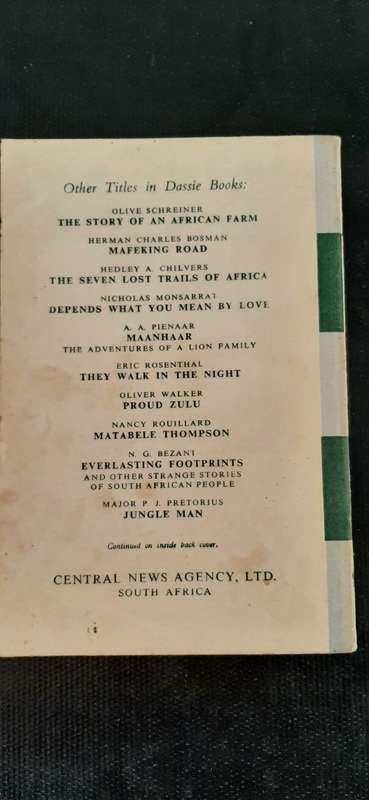 Other Titles in Dassie Books:
OLIVE SCHREINER
THE STORY OF AN AFRICAN FARM
HERMAN CHARLES BOSMAN
MAFEKING ROAD
HEDLEY A. CHILVERS
THE SEVEN LOST TRAILS OF AFRICA
NICHOLAS MONSARRAT
DEPENDS WHAT YOU MEAN BY LOVE
A. A. PIENAAR
MAANHAAR
THE ADVENTURES OF A LION FAMILY
ERIC ROSENTHAL
THEY WALK IN THE NIGHT
OLIVER WALKER
PROUD ZULU
NANCY ROUILLARD
MATABELE THOMPSON
N. G. BEZANT
EVERLASTING FOOTPRINTS
AND OTHER STRANGE STORIES
OF SOUTH AFRICAN PEOPLE
MAJOR P. J. PRETORIUS
JUNGLE MAN
Continued on inside back cover.
CENTRAL NEWS AGENCY, LTD.
SOUTH AFRICA